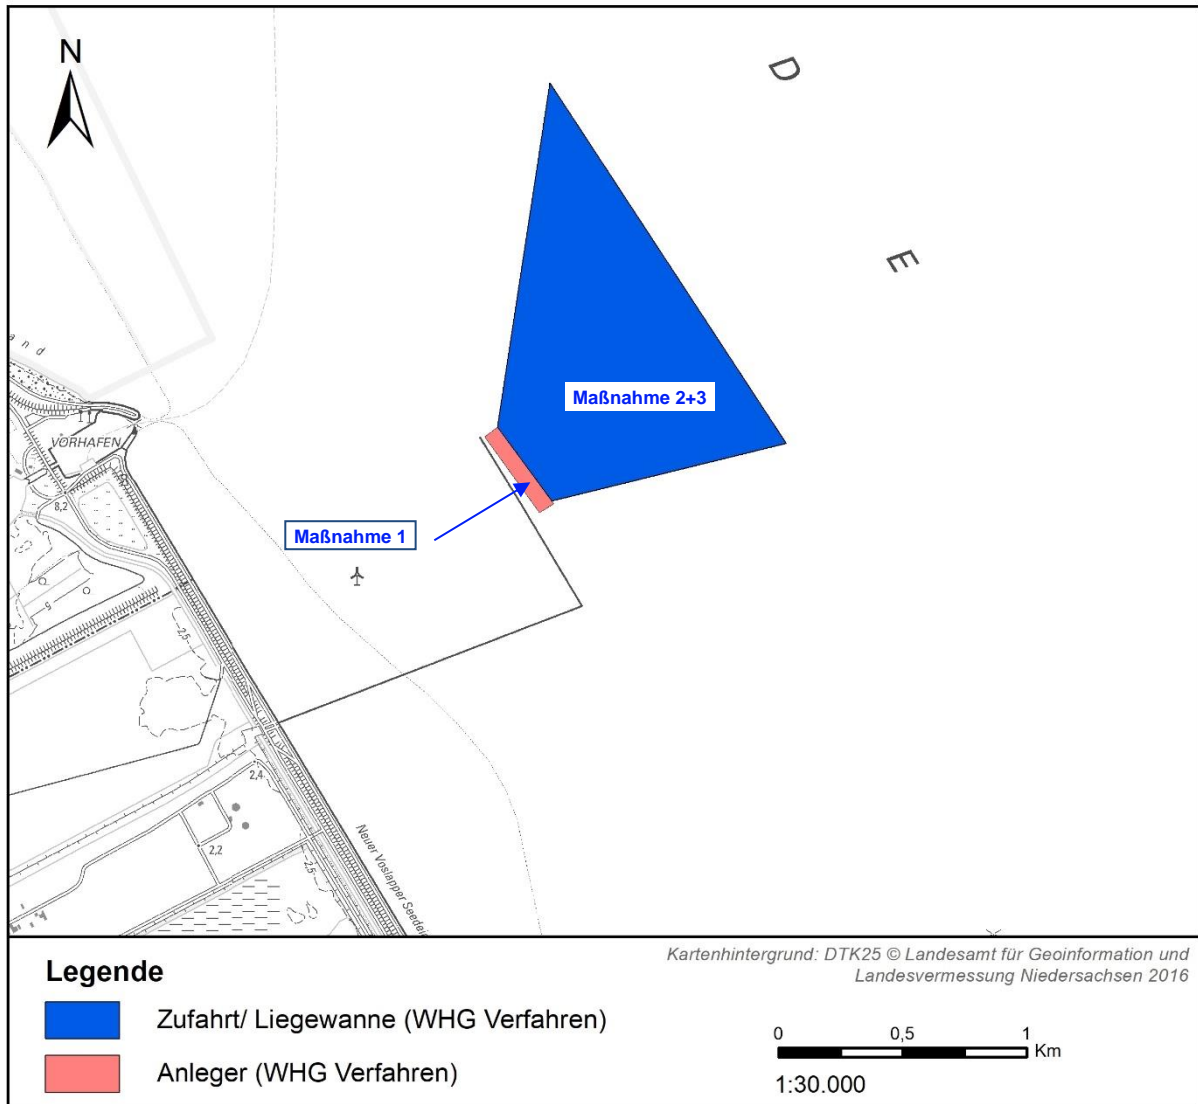 N
D
E
and
VORHAFEN
8,2
Maßnahme 2+3
Maßnahme 1
2,5
2,4
2,2
2,5
Neuer Voslapper Seedei
Legende
Zufahrt/ Liegewanne (WHG Verfahren)
Anleger (WHG Verfahren)
Kartenhintergrund: DTK25 © Landesamt für Geoinformation und
Landesvermessung Niedersachsen 2016
0 0,5 1
Km
1:30.000